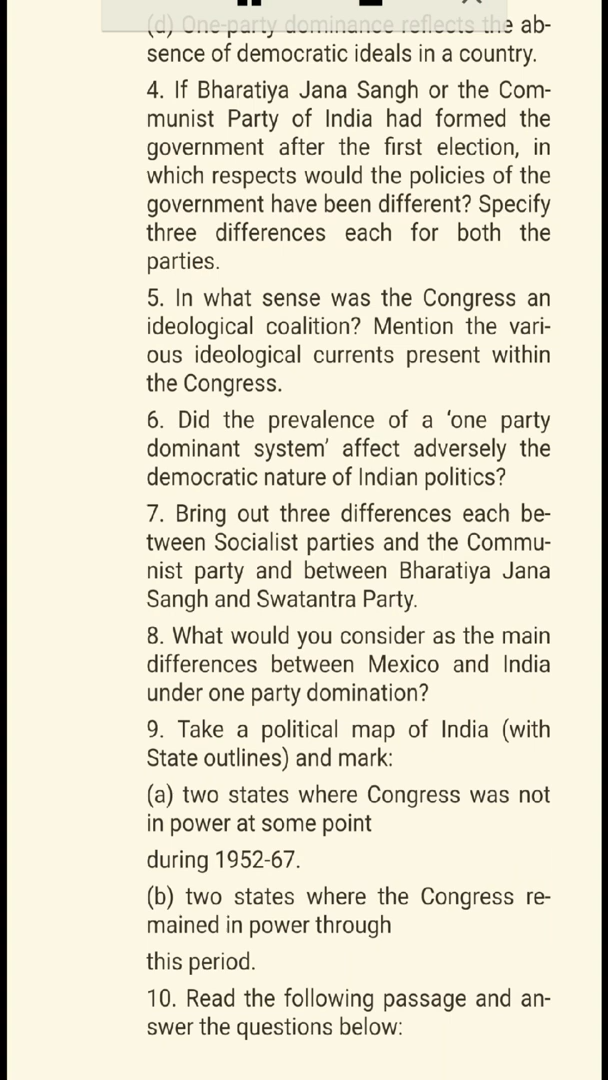 (d) One-party dominance reflects the ab-
sence of democratic ideals in a country.
4. If Bharatiya Jana Sangh or the Com-
munist Party of India had formed the
government after the first election, in
which respects would the policies of the
government have been different? Specify
three differences each for both the
parties.
5. In what sense was the Congress an
ideological coalition? Mention the vari-
ous ideological currents present within
the Congress.
6. Did the prevalence of a ‘one party
dominant system’ affect adversely the
democratic nature of Indian politics?
7. Bring out three differences each be-
tween Socialist parties and the Commu-
nist party and between Bharatiya Jana
Sangh and Swatantra Party.
8. What would you consider as the main
differences between Mexico and India
under one party domination?
9. Take a political map of India (with
State outlines) and mark:
(a) two states where Congress was not
in power at some point
during 1952-67.
(b) two states where the Congress re-
mained in power through
this period.
10. Read the following passage and an-
swer the questions below: